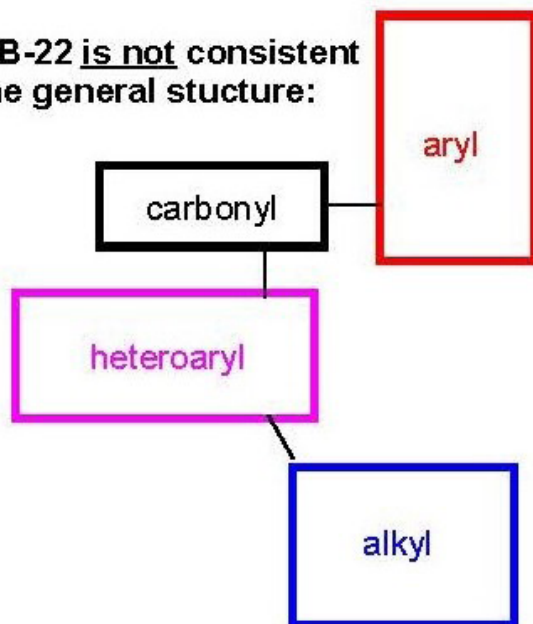 B-22 is not consistent
e general stucture:
aryl
carbonyl
heteroaryl
alkyl